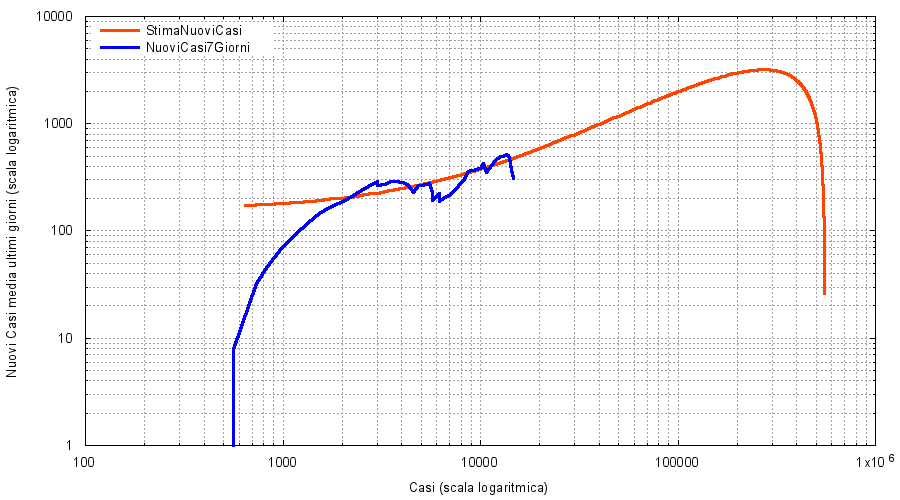 10000
StimaNuoviCasi
NuoviCasi7Giorni
1000
100
10
1
Nuovi Casi media ultimi giorni (scala logaritmica)
100 1000 10000 100000 1x10 6
Casi (scala logaritmica)